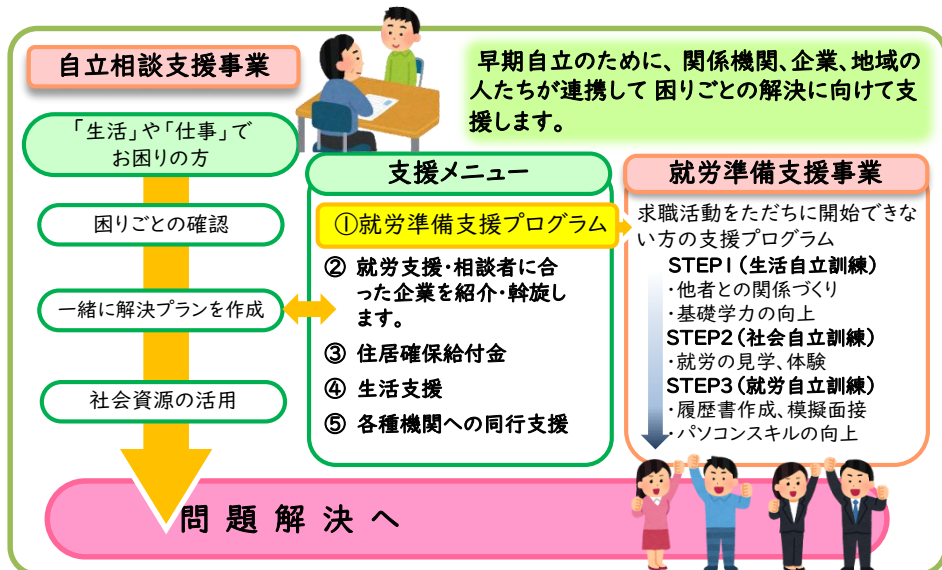 自立相談支援事業
早期自立のために、関係機関、企業、地域の
人たちが連携して 困りごとの解決に向けて支
援します。
「生活」や「仕事」で
お困りの方
困りごとの確認
一緒に解決プランを作成
社会資源の活用
支援メニュー
①就労準備支援プログラム
② 就労支援・相談者に合
った企業を紹介・斡旋し
ます。
③ 住居確保給付金
④ 生活支援
⑤ 各種機関への同行支援
就労準備支援事業
求職活動をただちに開始できな
い方の支援プログラム
STEP1(生活自立訓練)
・他者との関係づくり
・基礎学力の向上
STEP2(社会自立訓練)
・就労の見学、体験
STEP3(就労自立訓練)
・履歴書作成、模擬面接
・パソコンスキルの向上
問題解決へ